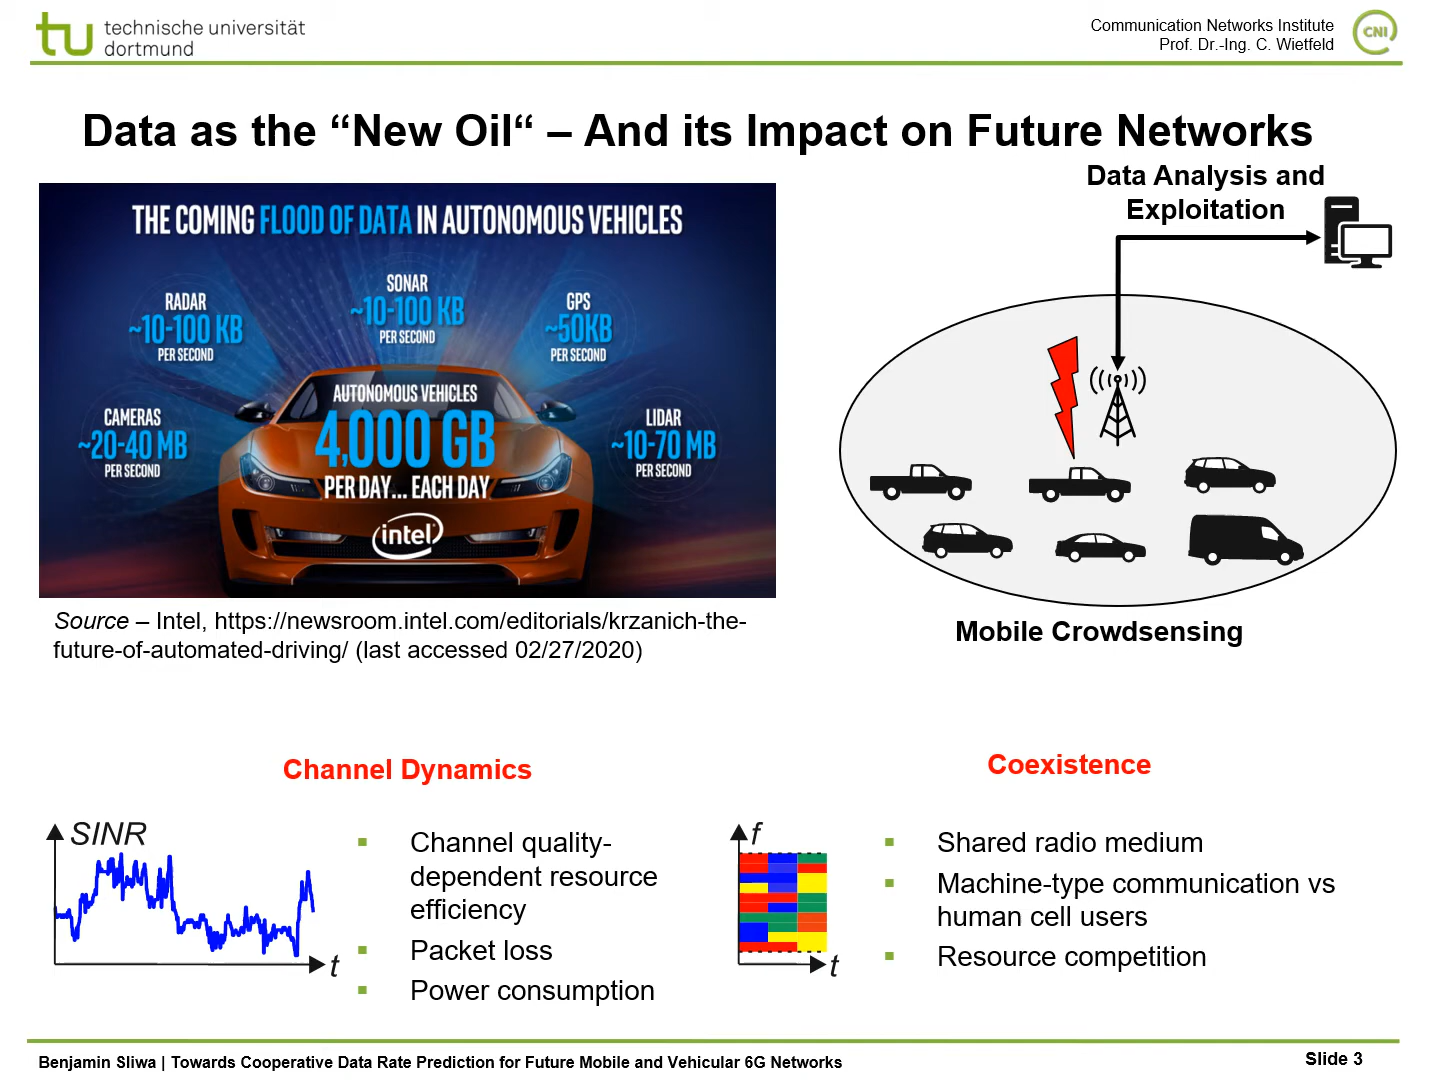 technische universität
dortmund
Communication Networks Institute
Prof. Dr.-Ing. C. Wietfeld
CNI
Data as the “New Oil“ – And its Impact on Future Networks
THE COMING FLOOD OF DATA IN AUTONOMOUS VEHICLES
RADAR
~10-100 KB
PER SECOND
SONAR
~10-100 KB
PER SECOND
GPS
~50KB
PER SECOND
CAMERAS
~20-40 MB
PER SECOND
AUTONOMOUS VEHICLES
4,000 GB
PER DAY... EACH DAY
LIDAR
~10-70 MB
PER SECOND
intel
Source – Intel, https://newsroom.intel.com/editorials/krzanich-the-
future-of-automated-driving/ (last accessed 02/27/2020)
Data Analysis and
Exploitation
Mobile Crowdsensing
Channel Dynamics
SINR
t
▪ Channel quality-
dependent resource
efficiency
▪ Packet loss
▪ Power consumption
Coexistence
f
t
▪ Shared radio medium
▪ Machine-type communication vs
human cell users
▪ Resource competition
Benjamin Sliwa | Towards Cooperative Data Rate Prediction for Future Mobile and Vehicular 6G Networks
Slide 3